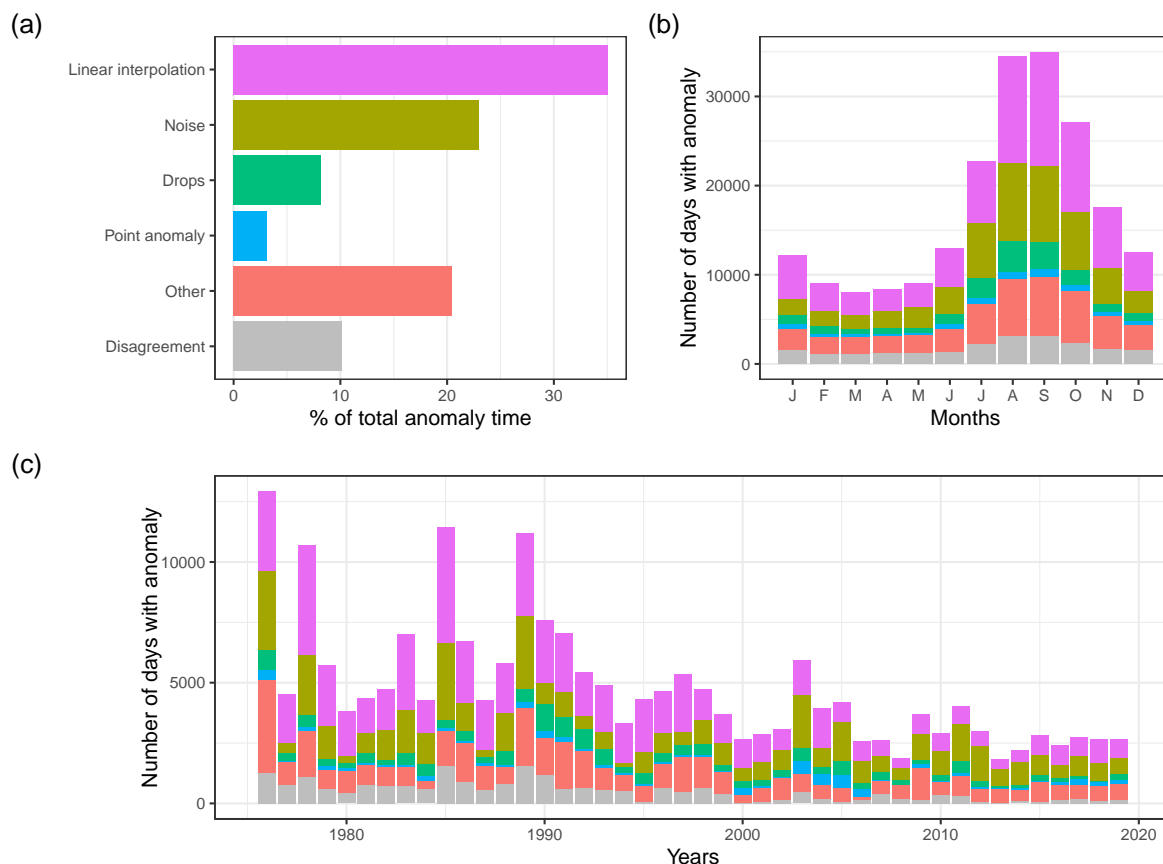 (a)
Linear interpolation
Noise
Drops
Point anomaly
Other
Disagreement
0 10 20 30
% of total anomaly time
(b)
Number of days with anomaly
30000
20000
10000
0
J F M A M J J A S O N D
Months
(c)
Number of days with anomaly
10000
5000
0
1980 1990 2000 2010 2020
Years